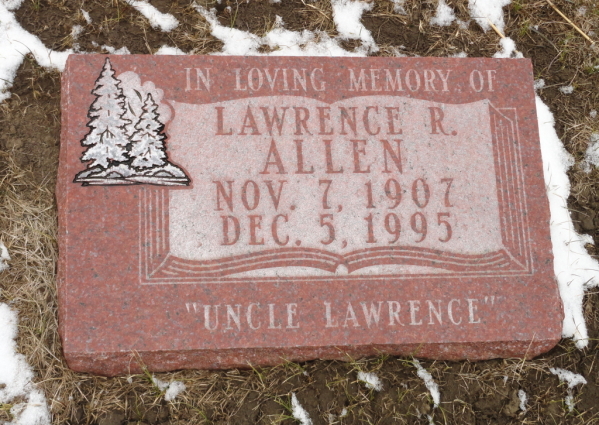 IN LOVING MEMORY OF
LAWRENCE R.
ALLEN
NOV. 7, 1907
DEC. 5, 1995
"UNCLE LAWRENCE"